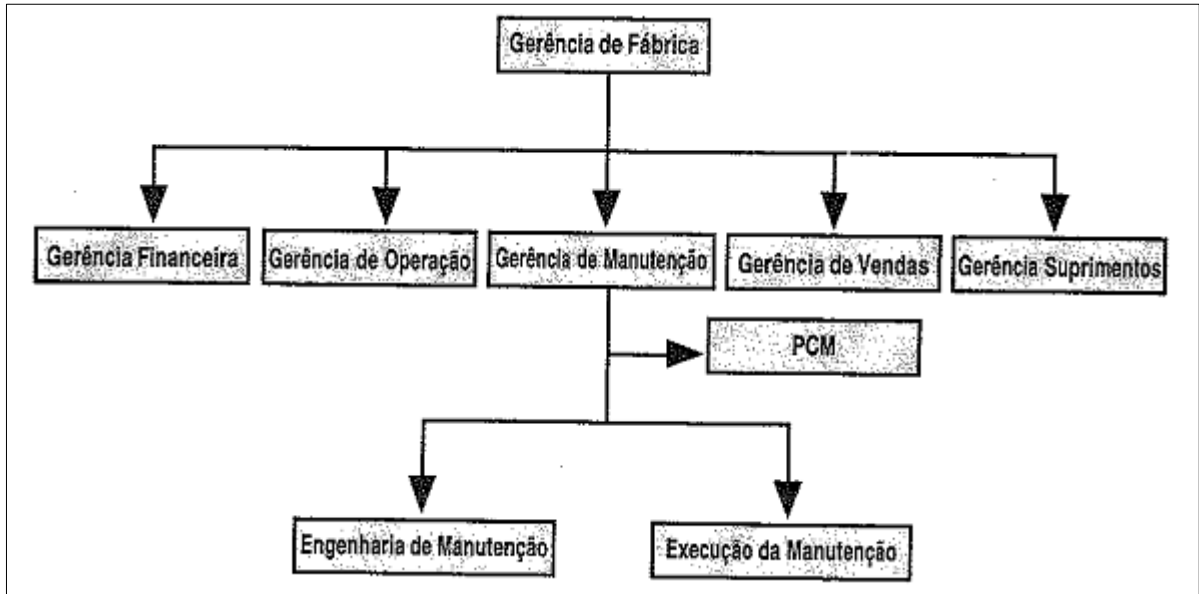 Gerência de Fábrica
Gerência Financeira
Gerência de Operação
Gerência de Manutenção
Gerência de Vendas
Gerência Suprimentos
PCM
Engenharia de Manutenção
Execução da Manutenção